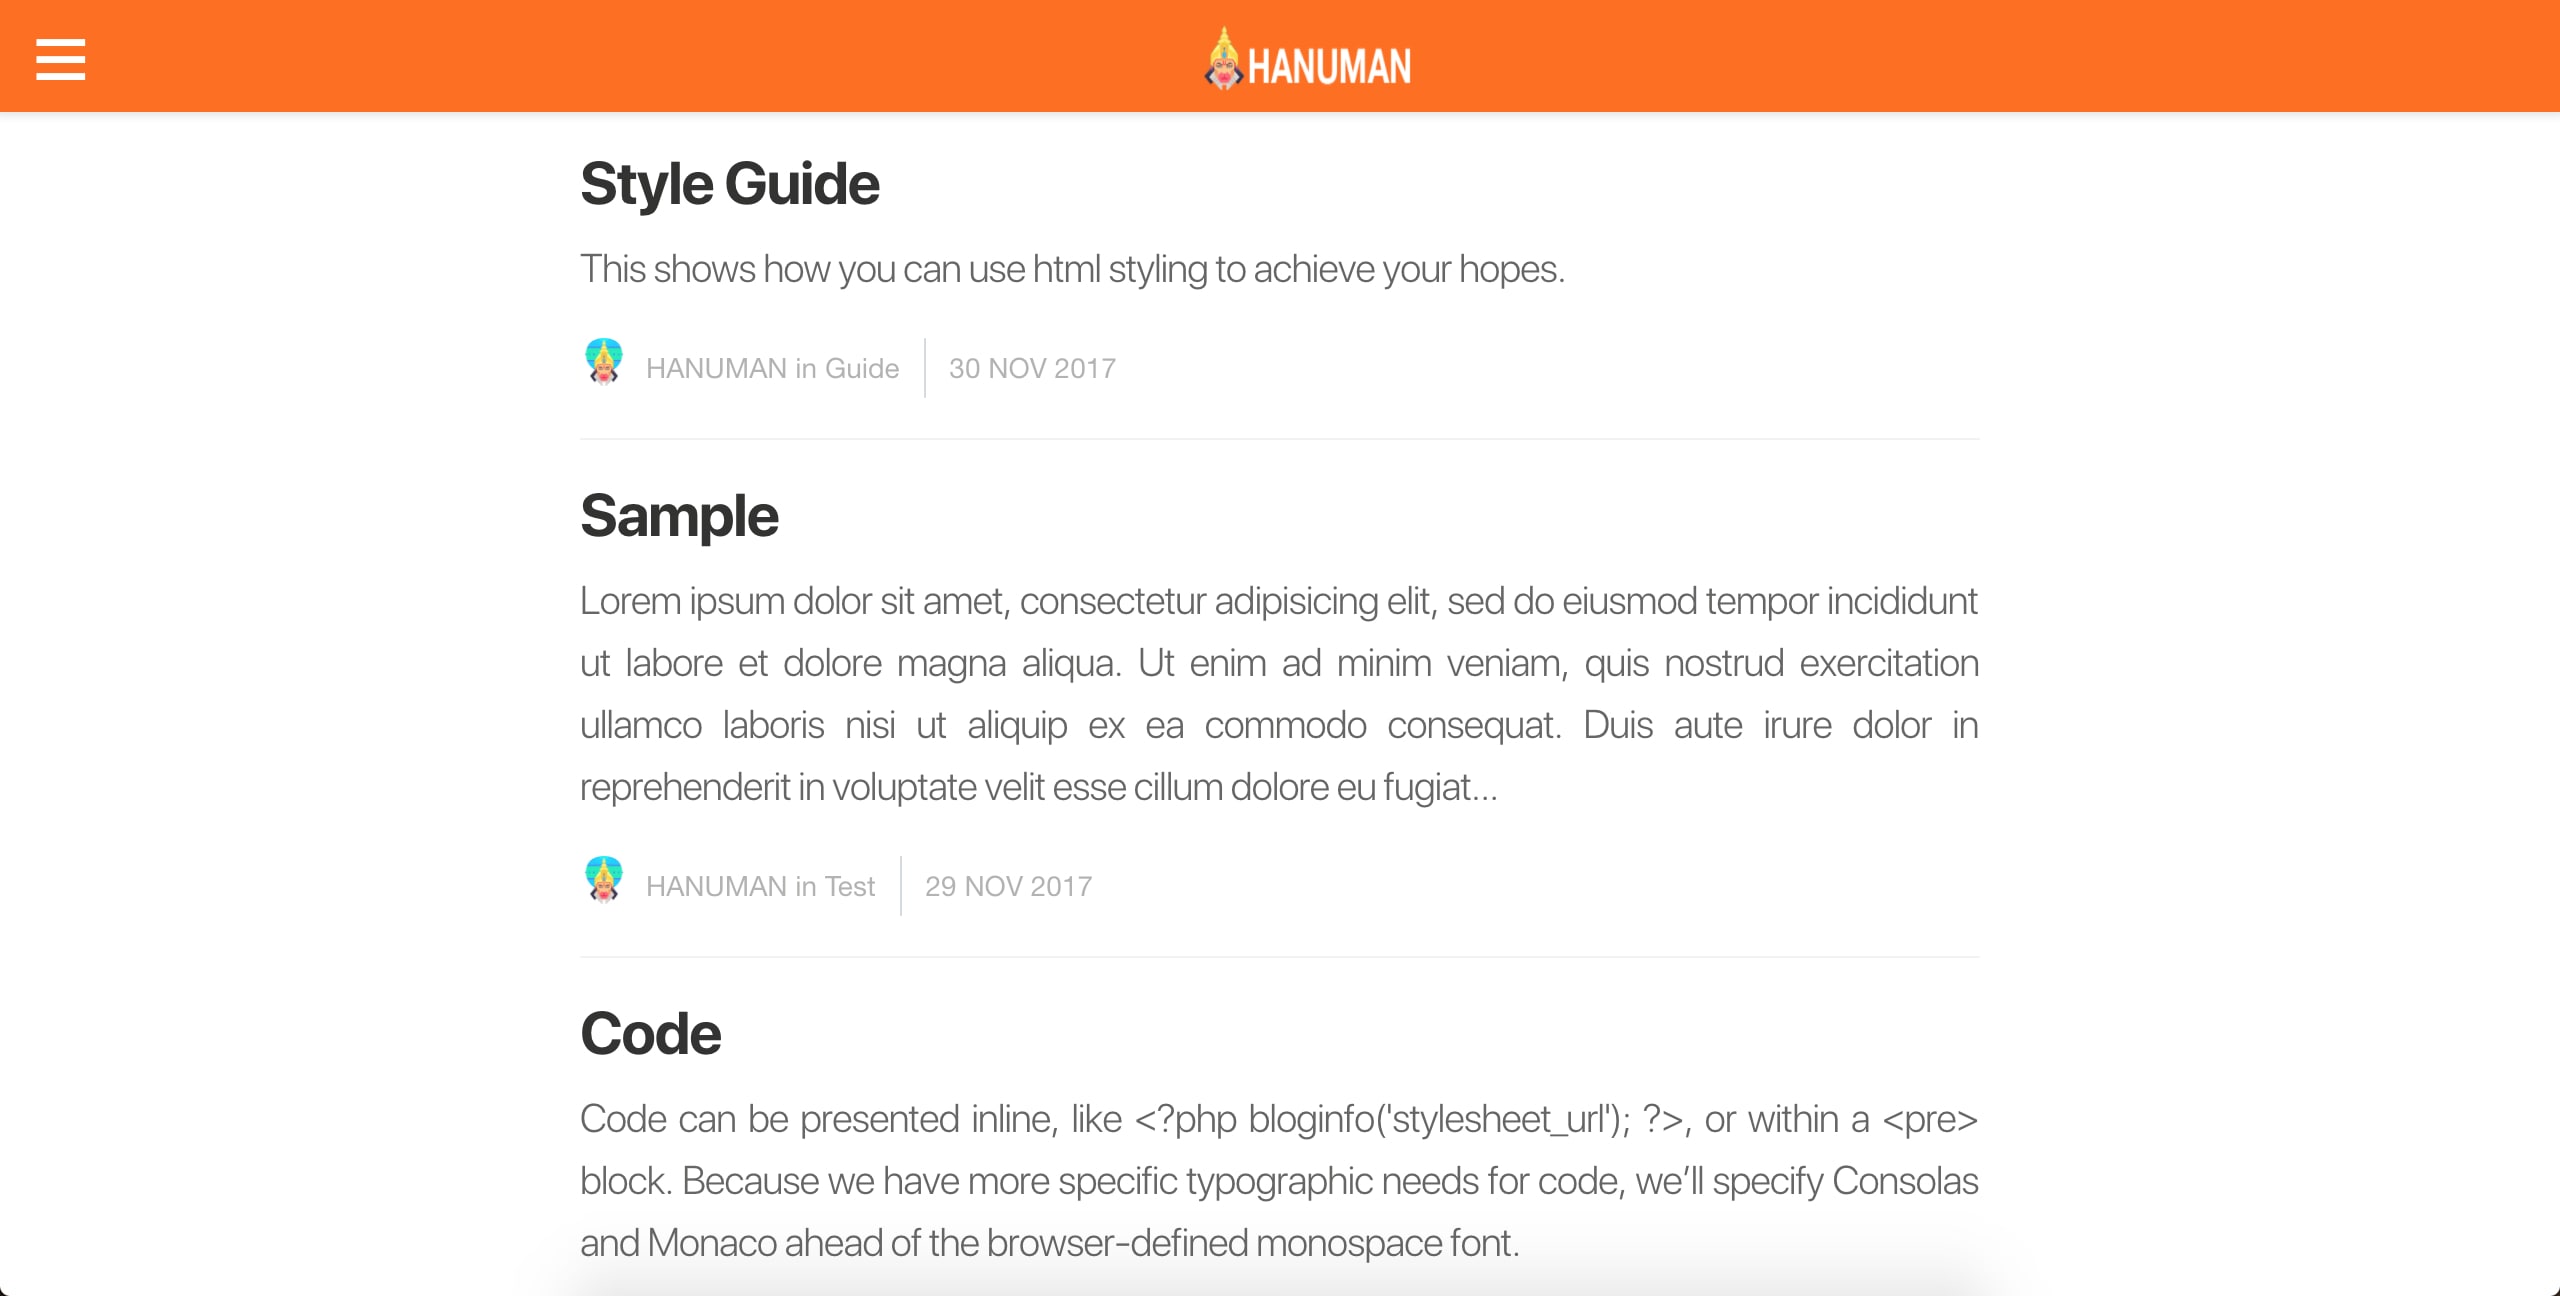 HANUMAN
Style Guide
This shows how you can use html styling to achieve your hopes.
HANUMAN in Guide
30 NOV 2017
Sample
Lorem ipsum dolor sit amet, consectetur adipisicing elit, sed do eiusmod tempor incididunt
ut labore et dolore magna aliqua. Ut enim ad minim veniam, quis nostrud exercitation
ullamco laboris nisi ut aliquip ex ea commodo consequat. Duis aute irure dolor in
reprehenderit in voluptate velit esse cillum dolore eu fugiat...
HANUMAN in Test
29 NOV 2017
Code
Code can be presented inline, like <?php bloginfo('stylesheet_url'); ?>, or within a <pre>
block. Because we have more specific typographic needs for code, we’ll specify Consolas
and Monaco ahead of the browser-defined monospace font.